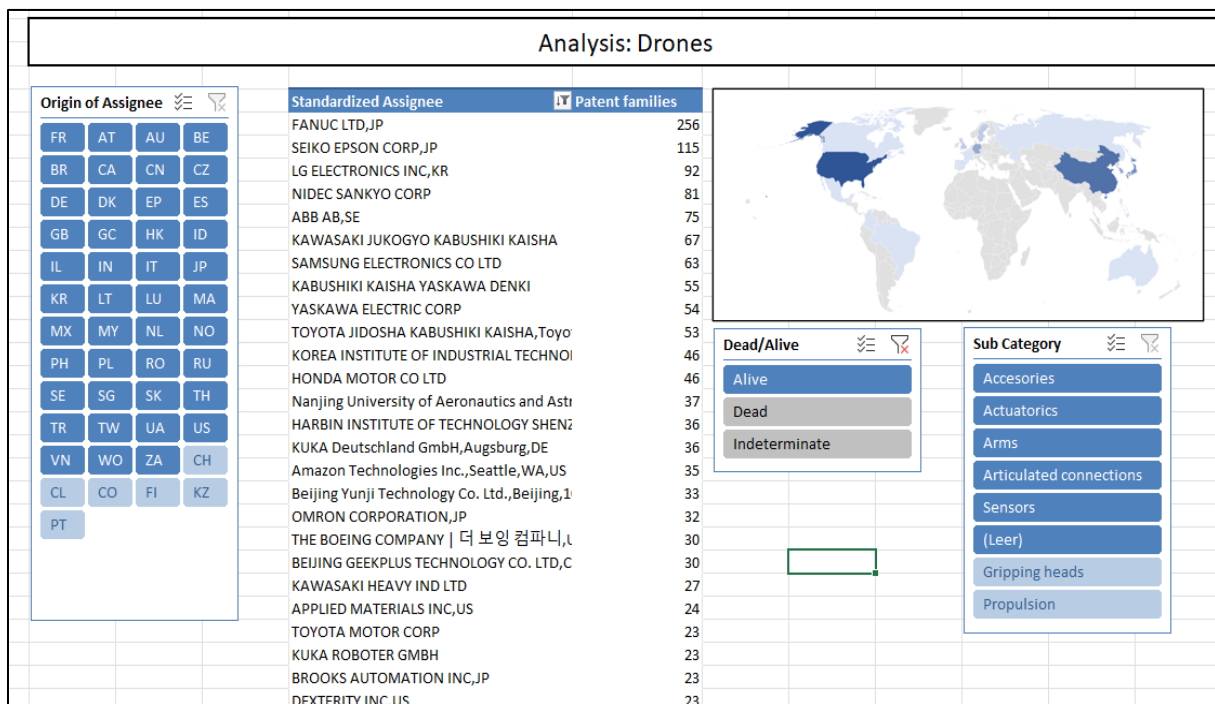 Analysis: Drones
Origin of Assignee
FR AT AU BE
BR CA CN CZ
DE DK EP ES
GB GC HK ID
IL IN IT JP
KR LT LU MA
MX MY NL NO
PH PL RO RU
SE SG SK TH
TR TW UA US
VN WO ZA CH
CL CO FI KZ
PT
Standardized Assignee Patent families
FANUC LTD,JP 256
SEIKO EPSON CORP,JP 115
LG ELECTRONICS INC,KR 92
NIDEC SANKYO CORP 81
ABB AB,SE 75
KAWASAKI JUKOGYO KABUSHIKI KAISHA 67
SAMSUNG ELECTRONICS CO LTD 63
KABUSHIKI KAISHA YASKAWA DENKI 55
YASKAWA ELECTRIC CORP 54
TOYOTA JIDOSHA KABUSHIKI KAISHA,Toyo 53
KOREA INSTITUTE OF INDUSTRIAL TECHNO 46
HONDA MOTOR CO LTD 46
Nanjing University of Aeronautics and Ast 37
HARBIN INSTITUTE OF TECHNOLOGY SHENZ 36
KUKA Deutschland GmbH,Augsburg,DE 36
Amazon Technologies Inc.,Seattle,WA,US 35
Beijing Yunji Technology Co. Ltd.,Beijing,1 33
OMRON CORPORATION,JP 32
THE BOEING COMPANY | 더 보잉 컴파니,U 30
BEIJING GEEKPLUS TECHNOLOGY CO. LTD,C 30
KAWASAKI HEAVY IND LTD 27
APPLIED MATERIALS INC,US 24
TOYOTA MOTOR CORP 23
KUKA ROBOTER GMBH 23
BROOKS AUTOMATION INC,JP 23
DEXTERITY INC,US 23
Dead/Alive
Alive
Dead
Indeterminate
Sub Category
Accesories
Actuatorics
Arms
Articulated connections
Sensors
(Leer)
Gripping heads
Propulsion